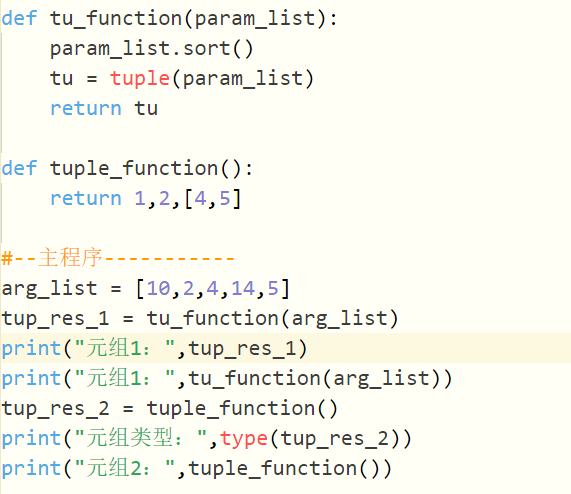 def tu_function(param_list):
    param_list.sort()
    tu = tuple(param_list)
    return tu
def tuple_function():
    return 1,2,[4,5]
#--主程序-----------
arg_list = [10,2,4,14,5]
tup_res_1 = tu_function(arg_list)
print("元组1：",tup_res_1)
print("元组1：",tu_function(arg_list))
tup_res_2 = tuple_function()
print("元组类型：",type(tup_res_2))
print("元组2：",tuple_function())